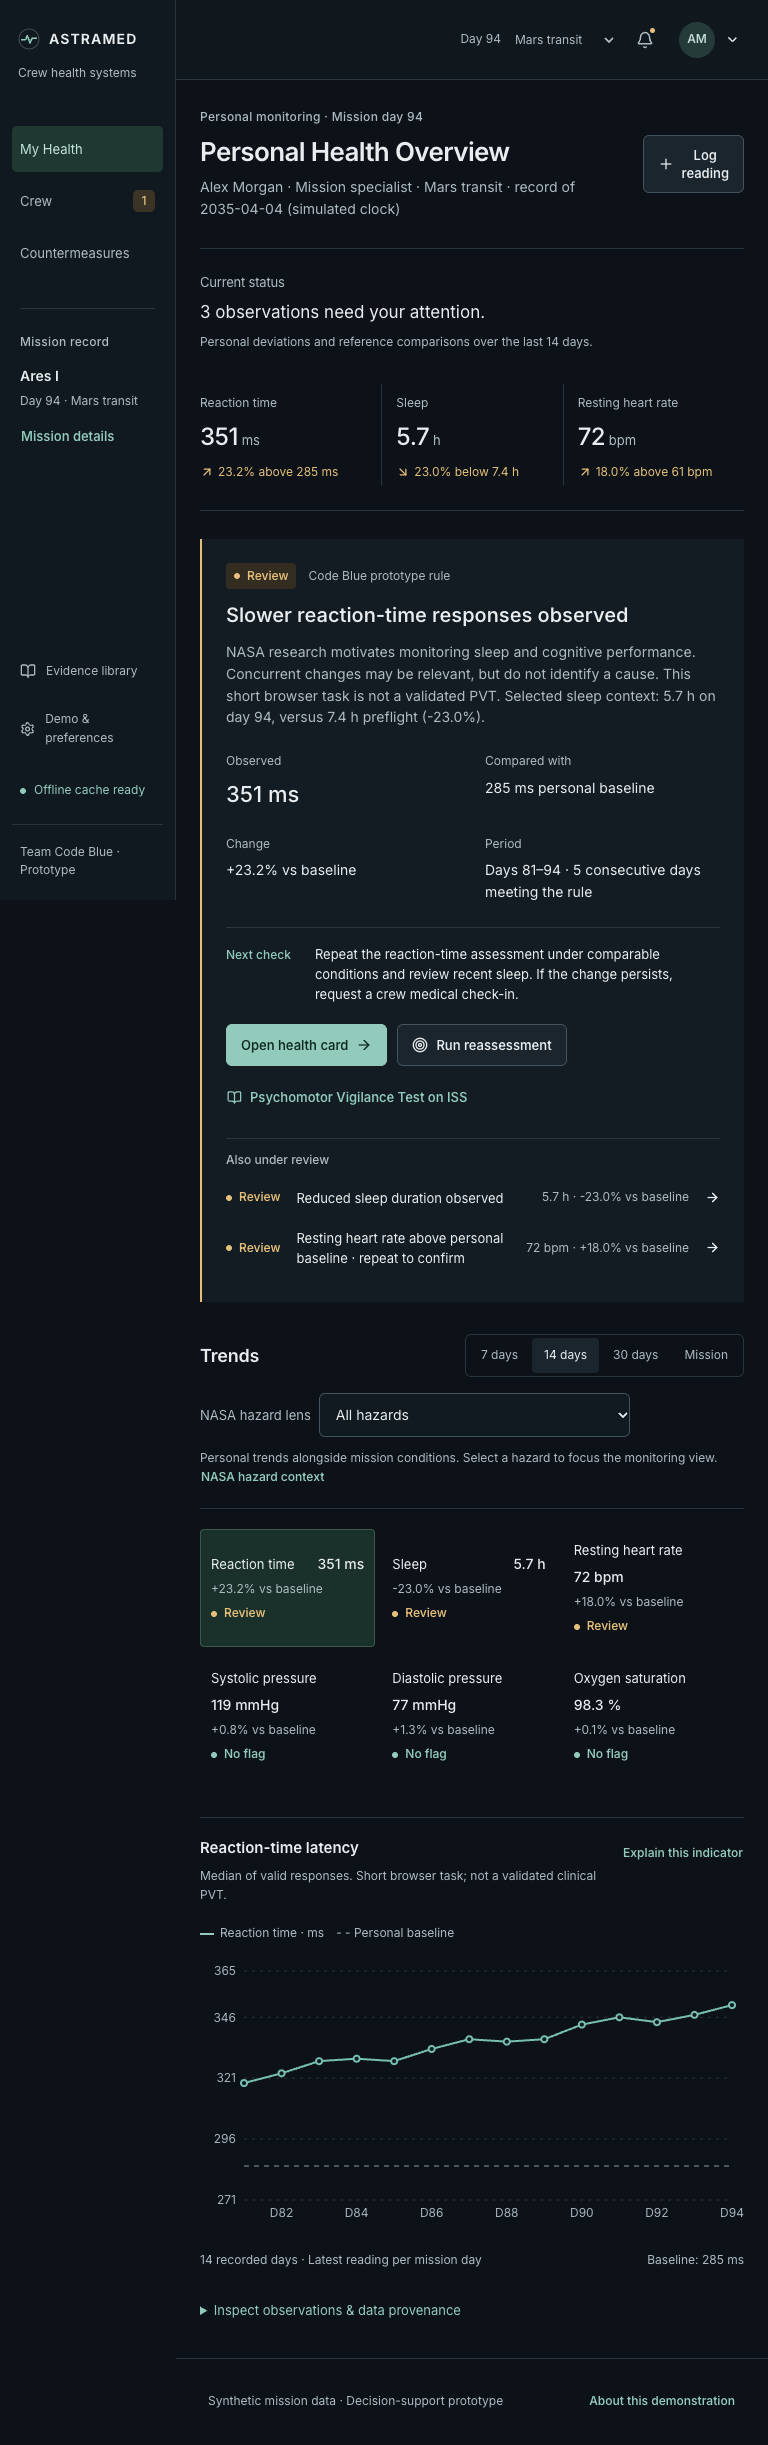 ASTRAMED
Crew health systems
My Health
Crew 1
Countermeasures
Mission record
Ares I
Day 94 · Mars transit
Mission details
Evidence library
Demo &
preferences
Offline cache ready
Team Code Blue ·
Prototype
Day 94 Mars transit AM
Personal monitoring · Mission day 94
Personal Health Overview
Log
reading
Alex Morgan · Mission specialist · Mars transit · record of
2035-04-04 (simulated clock)
Current status
3 observations need your attention.
Personal deviations and reference comparisons over the last 14 days.
Reaction time Sleep Resting heart rate
351 ms 5.7 h 72 bpm
23.2% above 285 ms 23.0% below 7.4 h 18.0% above 61 bpm
Review Code Blue prototype rule
Slower reaction-time responses observed
NASA research motivates monitoring sleep and cognitive performance.
Concurrent changes may be relevant, but do not identify a cause. This
short browser task is not a validated PVT. Selected sleep context: 5.7 h on
day 94, versus 7.4 h preflight (-23.0%).
Observed Compared with
351 ms 285 ms personal baseline
Change Period
+23.2% vs baseline Days 81–94 · 5 consecutive days
meeting the rule
Next check Repeat the reaction-time assessment under comparable
conditions and review recent sleep. If the change persists,
request a crew medical check-in.
Open health card Run reassessment
Psychomotor Vigilance Test on ISS
Also under review
Review Reduced sleep duration observed 5.7 h · -23.0% vs baseline
Review Resting heart rate above personal
baseline · repeat to confirm 72 bpm · +18.0% vs baseline
Trends 7 days 14 days 30 days Mission
NASA hazard lens All hazards
Personal trends alongside mission conditions. Select a hazard to focus the monitoring view.
NASA hazard context
Reaction time 351 ms
+23.2% vs baseline
Review
Sleep 5.7 h
-23.0% vs baseline
Review
Resting heart rate
72 bpm
+18.0% vs baseline
Review
Systolic pressure
119 mmHg
+0.8% vs baseline
No flag
Diastolic pressure
77 mmHg
+1.3% vs baseline
No flag
Oxygen saturation
98.3 %
+0.1% vs baseline
No flag
Reaction-time latency
Explain this indicator
Median of valid responses. Short browser task; not a validated clinical
PVT.
Reaction time · ms - - Personal baseline
365
346
321
296
271
D82 D84 D86 D88 D90 D92 D94
14 recorded days · Latest reading per mission day Baseline: 285 ms
Inspect observations & data provenance
Synthetic mission data · Decision-support prototype About this demonstration